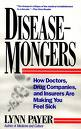 DISEASE-
MONGERS
How Doctors,
Drug Companies,
and Insurers Are
Making You
Feel Sick
LYNN PAYER
Author of Medicine and Culture